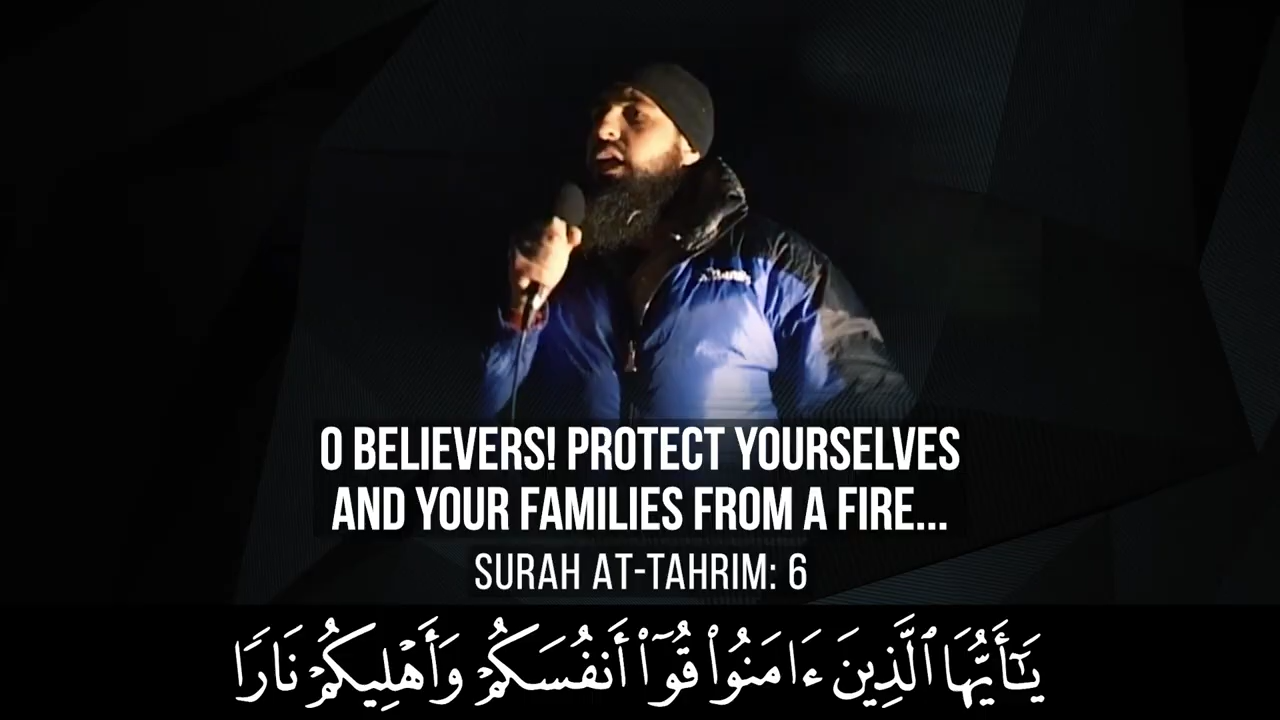 O BELIEVERS! PROTECT YOURSELVES
AND YOUR FAMILIES FROM A FIRE...
SURAH AT-TAHRIM: 6
يَـٰٓأَيُّهَا ٱلَّذِينَ ءَامَنُوا۟ قُوٓا۟ أَنفُسَكُمْ وَأَهْلِيكُمْ نَارًا